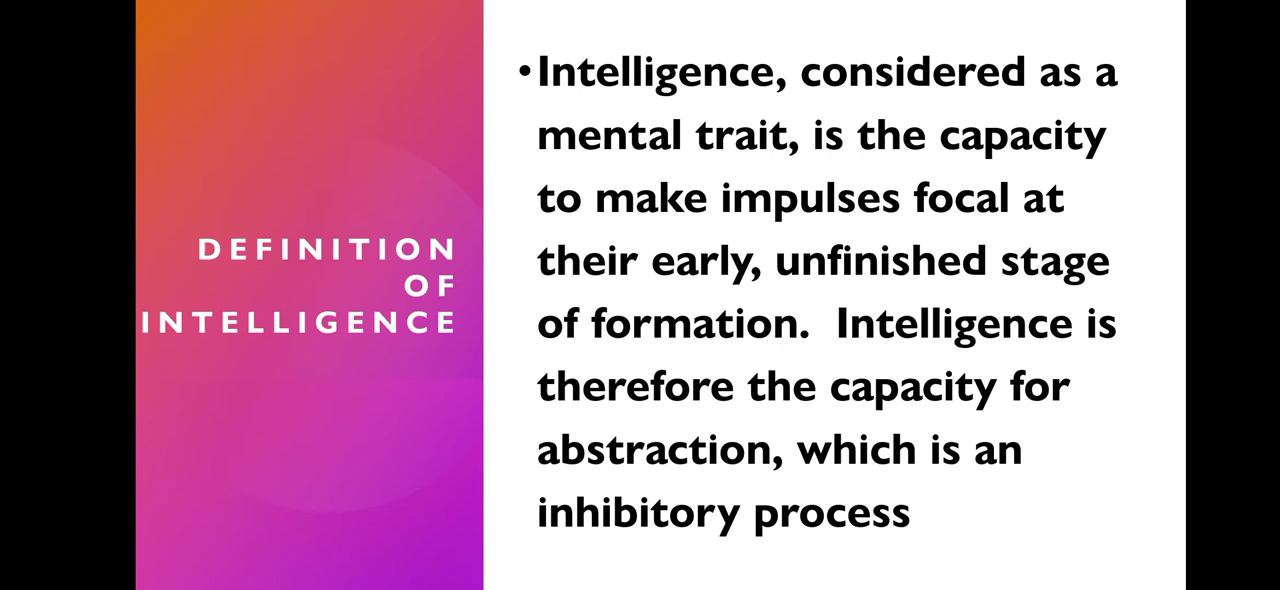 DEFINITION
OF
INTELLIGENCE
•Intelligence, considered as a
mental trait, is the capacity
to make impulses focal at
their early, unfinished stage
of formation.  Intelligence is
therefore the capacity for
abstraction, which is an
inhibitory process